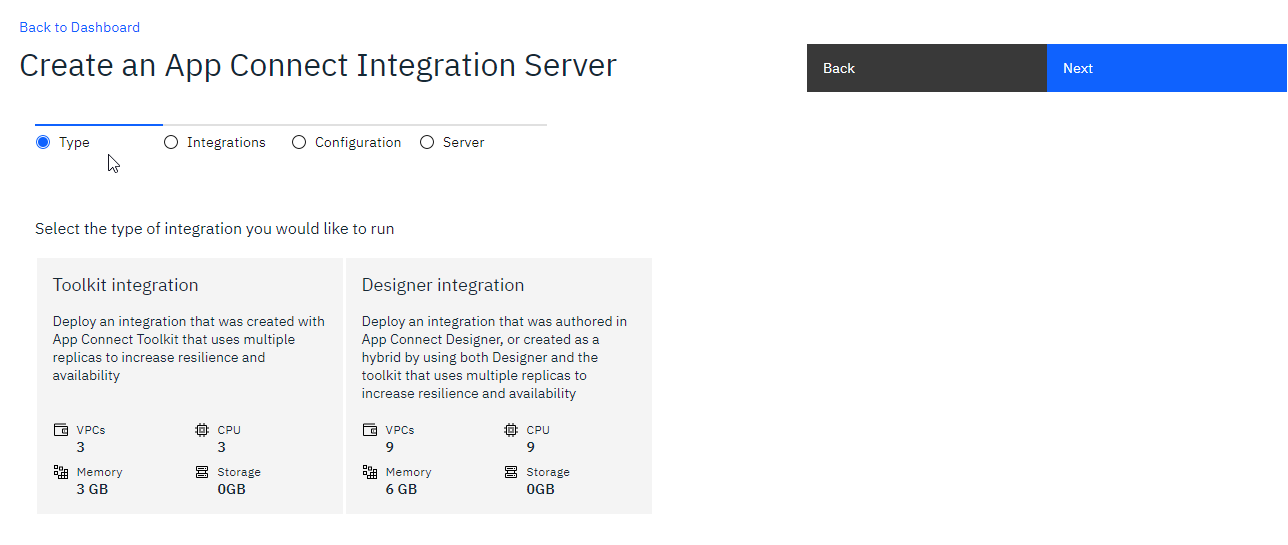 Back to Dashboard
Create an App Connect Integration Server
Back
Next
Type
Integrations
Configuration
Server
Select the type of integration you would like to run
Toolkit integration
Deploy an integration that was created with
App Connect Toolkit that uses multiple
replicas to increase resilience and
availability
VPCs
3
CPU
3
Memory
3 GB
Storage
0GB
Designer integration
Deploy an integration that was authored in
App Connect Designer, or created as a
hybrid by using both Designer and the
toolkit that uses multiple replicas to
increase resilience and availability
VPCs
9
CPU
9
Memory
6 GB
Storage
0GB